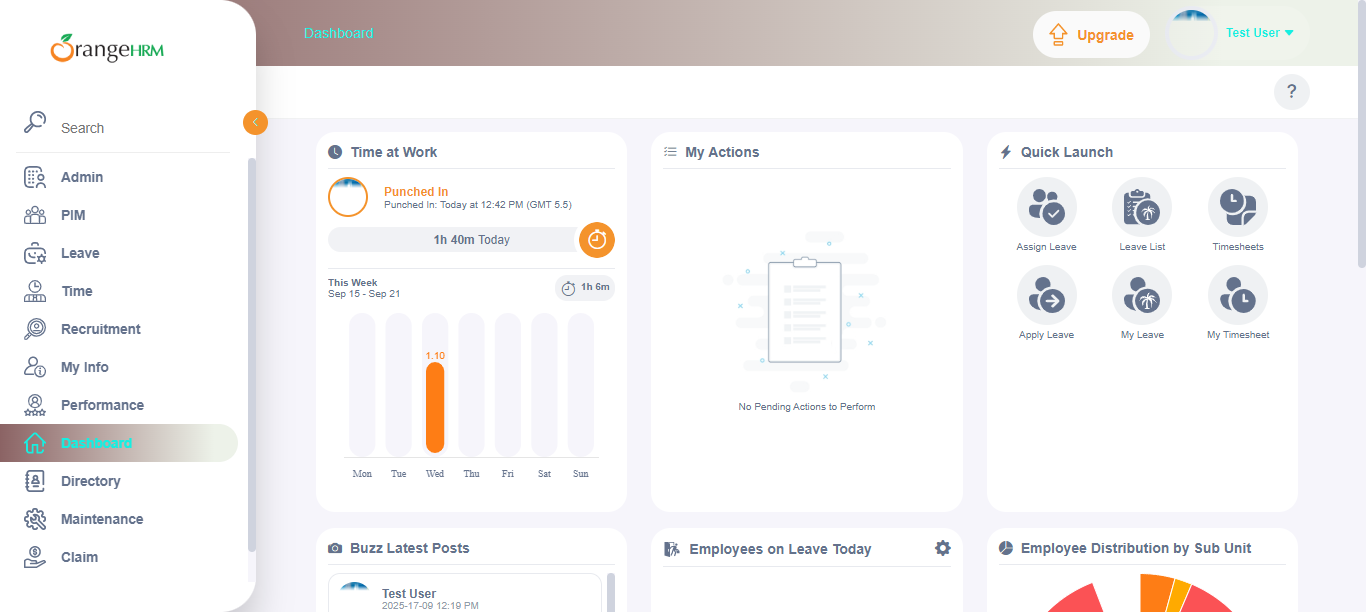 OrangeHRM
Dashboard
Upgrade
Test User
?
Search
Admin
PIM
Leave
Time
Recruitment
My Info
Performance
Dashboard
Directory
Maintenance
Claim
Time at Work
Punched In
Punched In: Today at 12:42 PM (GMT 5.5)
1h 40m Today
This Week
Sep 15 - Sep 21
1h 6m
1.10
Mon Tue Wed Thu Fri Sat Sun
My Actions
No Pending Actions to Perform
Quick Launch
Assign Leave Leave List Timesheets
Apply Leave My Leave My Timesheet
Buzz Latest Posts
Test User
2025-17-09 12:19 PM
Employees on Leave Today
Employee Distribution by Sub Unit